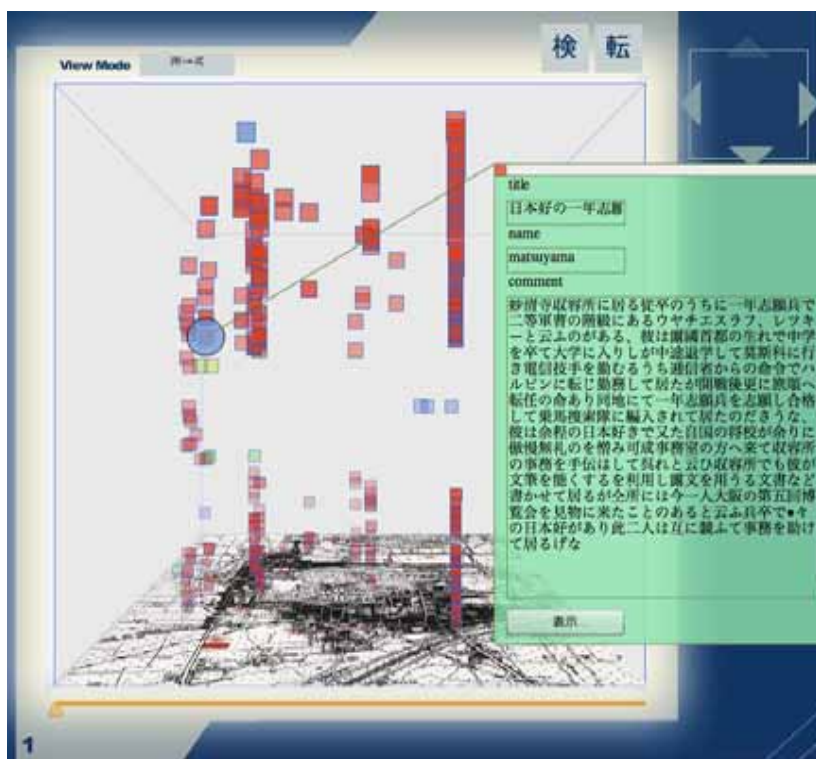 検 転
View Mode
title
日本好の一年志願
name
matsuyama
comment
妙清寺収容所に居る従卒のうちに一年志願兵で
二等軍曹の階級にあるウヤチエスラフ、レツキ
ーと云ふのがある、彼は露國首都の生れで中学
を卒て大学に入りしが中途退学して莫斯科に行
き電信技手を勤むるうち逓信省からの命令でハ
ルピンに転じ勤務して居たが開戦後更に旅順へ
転任の命あり同地にて一年志願兵を志願し合格
して乗馬捜索隊に編入されて居たのださうな、
彼は余程の日本好きで又た自国の将校が余りに
傲慢無礼のを憎み可成事務室の方へ来て収容所
の事務を手伝はして呉れと云ひ収容所でも彼が
文筆を能くするを利用し露文を用うる文書など
書かせて居るが仝所には今一人大阪の第五回博
覧会を見物に来たことのあると云ふ兵卒で●々
の日本好があり此二人は互に競ふて事務を助け
て居るげな
表示
1